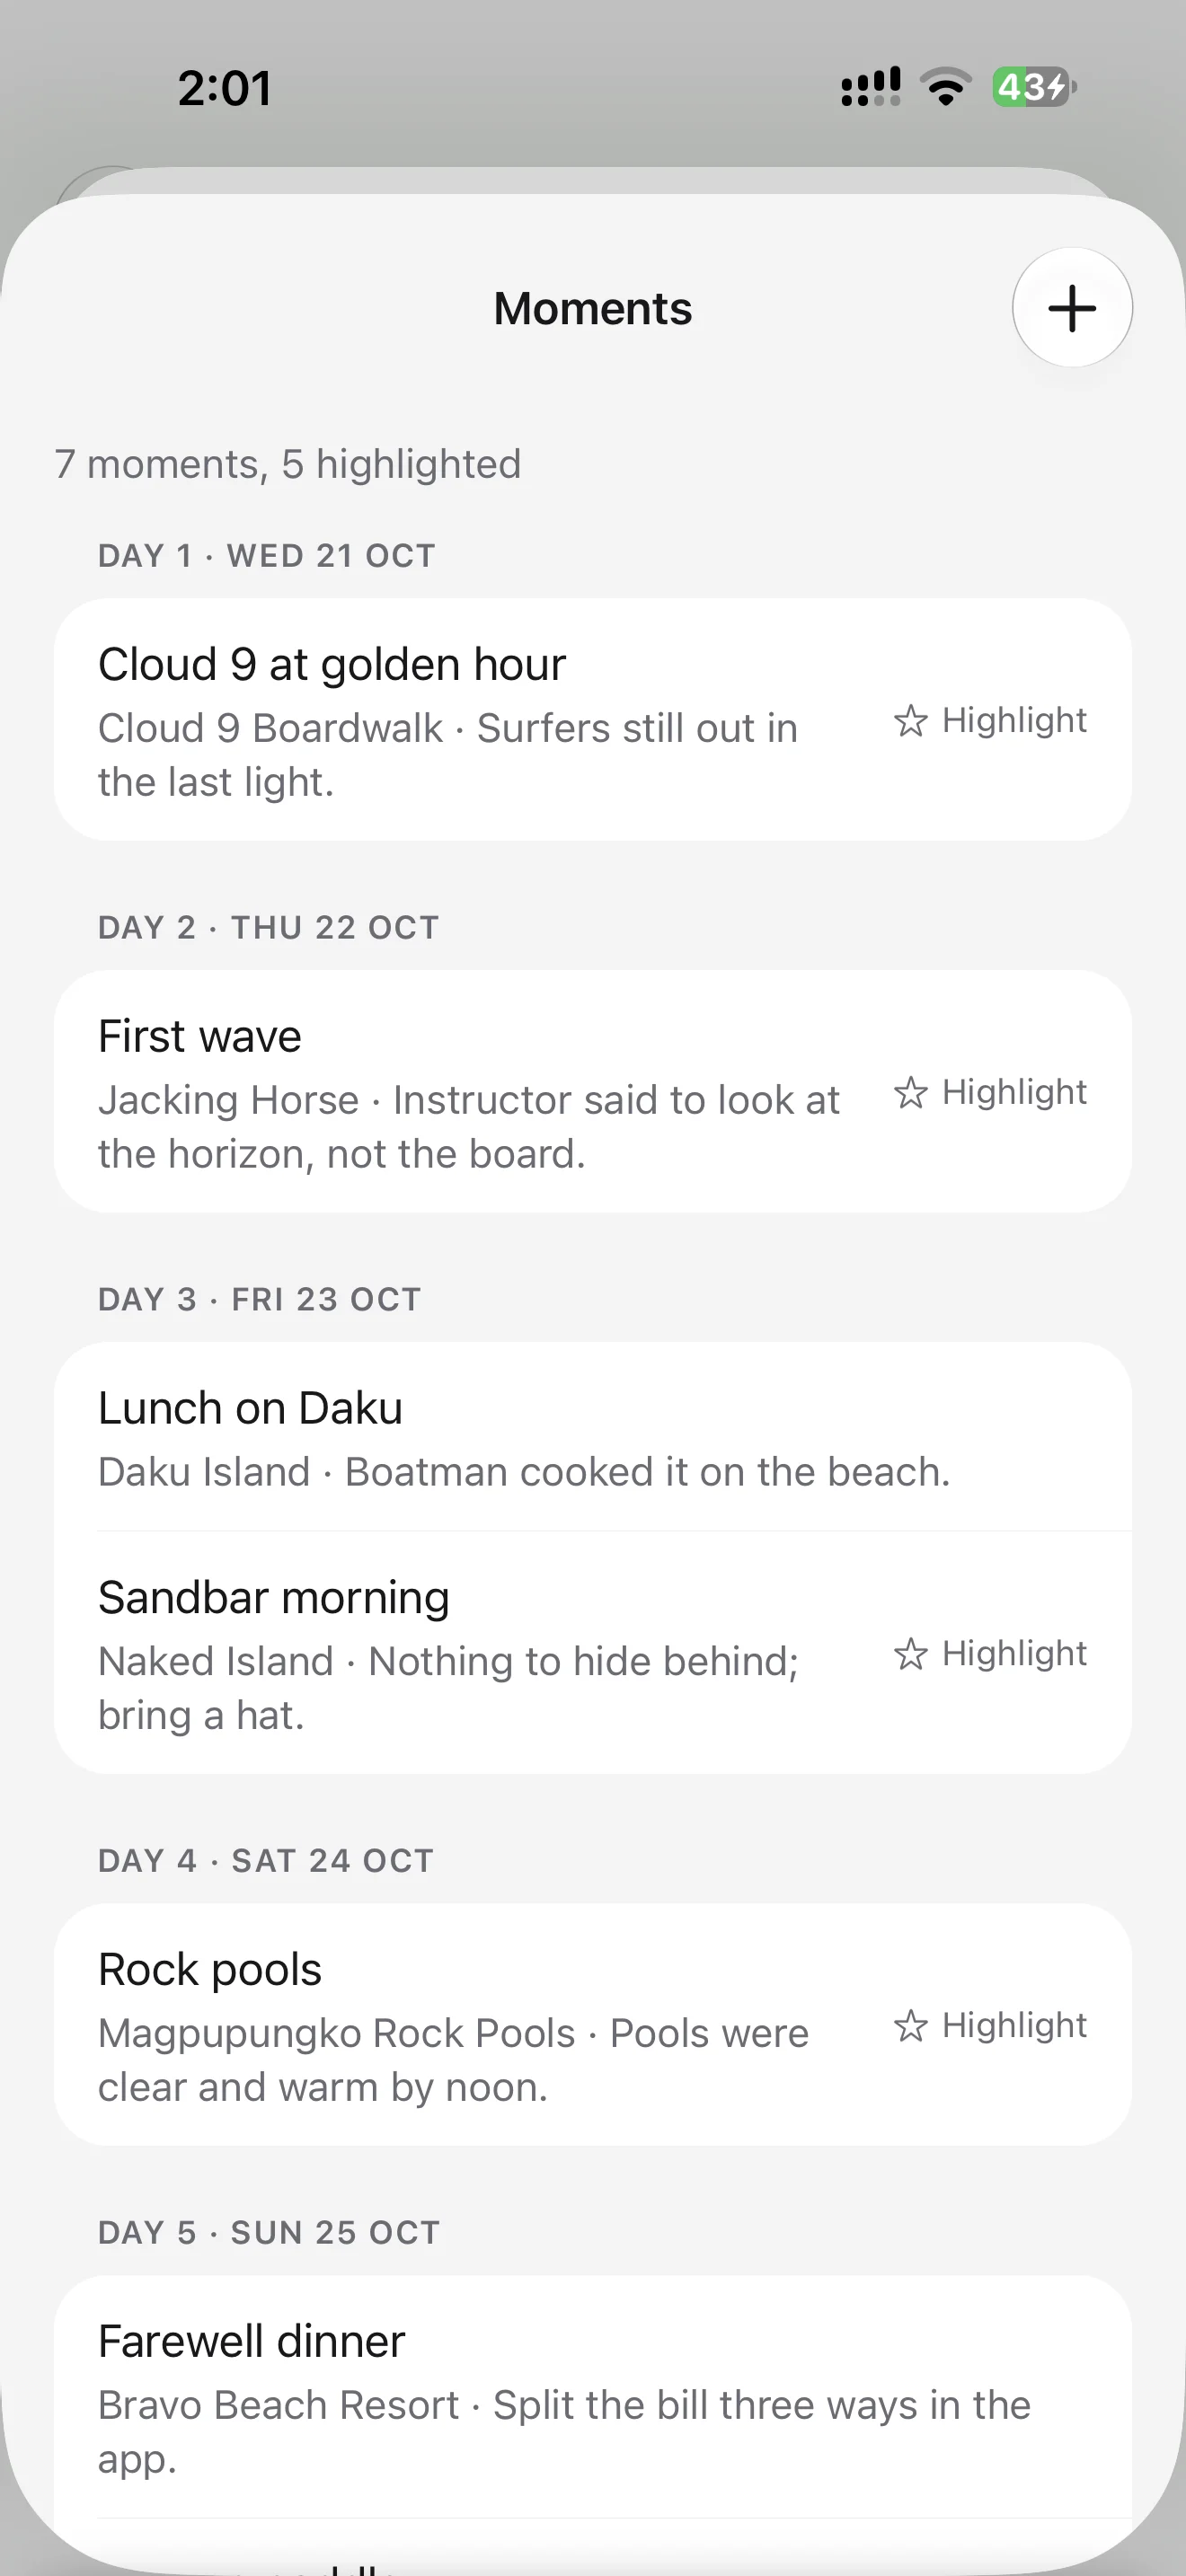 2:01
43
Moments
7 moments, 5 highlighted
DAY 1 · WED 21 OCT
Cloud 9 at golden hour
Cloud 9 Boardwalk · Surfers still out in
the last light.
Highlight
DAY 2 · THU 22 OCT
First wave
Jacking Horse · Instructor said to look at
the horizon, not the board.
Highlight
DAY 3 · FRI 23 OCT
Lunch on Daku
Daku Island · Boatman cooked it on the beach.
Sandbar morning
Naked Island · Nothing to hide behind;
bring a hat.
Highlight
DAY 4 · SAT 24 OCT
Rock pools
Magpupungko Rock Pools · Pools were
clear and warm by noon.
Highlight
DAY 5 · SUN 25 OCT
Farewell dinner
Bravo Beach Resort · Split the bill three ways in the
app.